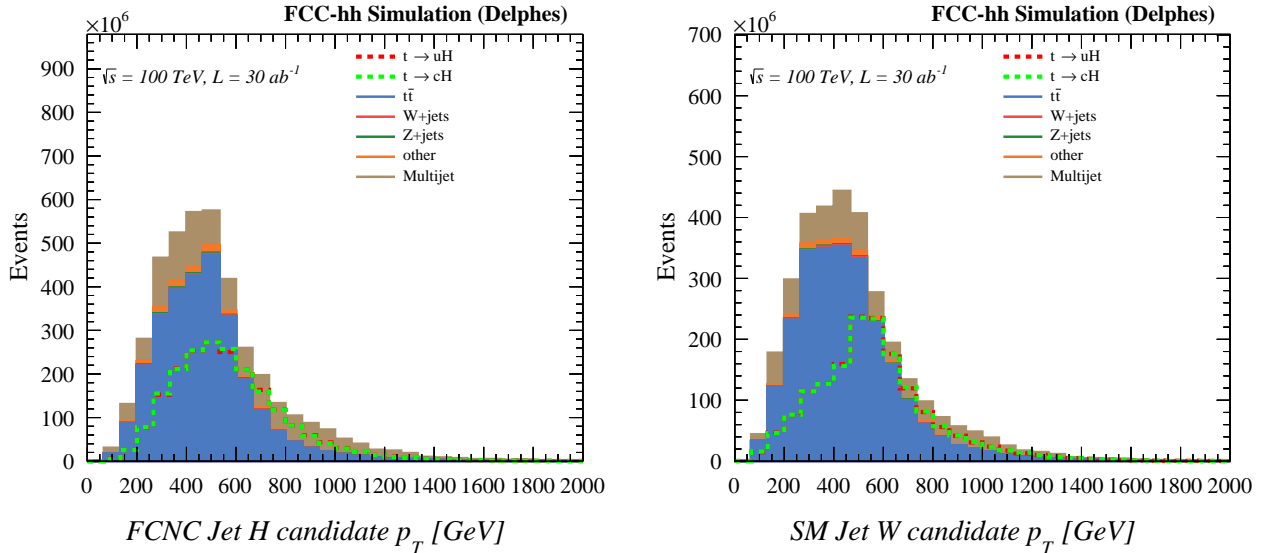 FCC-hh Simulation (Delphes)
×10⁶
√s = 100 TeV, L = 30 ab⁻¹
t → uH
t → cH
tt̄
W+jets
Z+jets
other
Multijet
Events
900
800
700
600
500
400
300
200
100
0
0 200 400 600 800 1000 1200 1400 1600 1800 2000
FCNC Jet H candidate p_T [GeV]
FCC-hh Simulation (Delphes)
×10⁶
√s = 100 TeV, L = 30 ab⁻¹
t → uH
t → cH
tt̄
W+jets
Z+jets
other
Multijet
Events
700
600
500
400
300
200
100
0
0 200 400 600 800 1000 1200 1400 1600 1800 2000
SM Jet W candidate p_T [GeV]